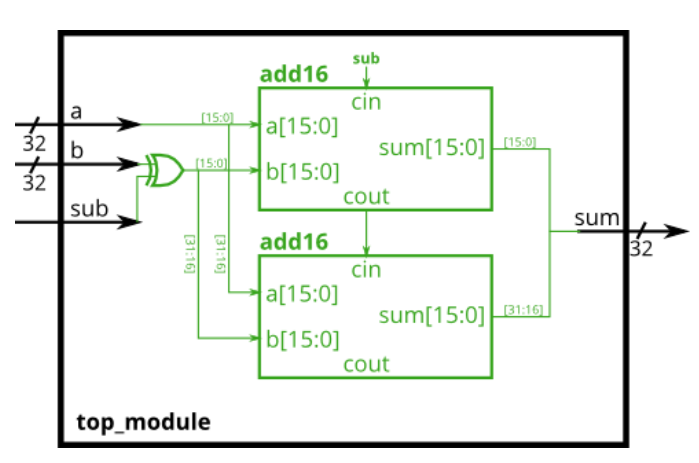 sub
add16
cin
a
[15:0]
a[15:0]
32
sum[15:0]
[15:0]
b
[15:0]
b[15:0]
32
cout
sub
sum
32
[31:16]
[31:16]
add16
cin
a[15:0]
sum[15:0]
[31:16]
b[15:0]
cout
top_module